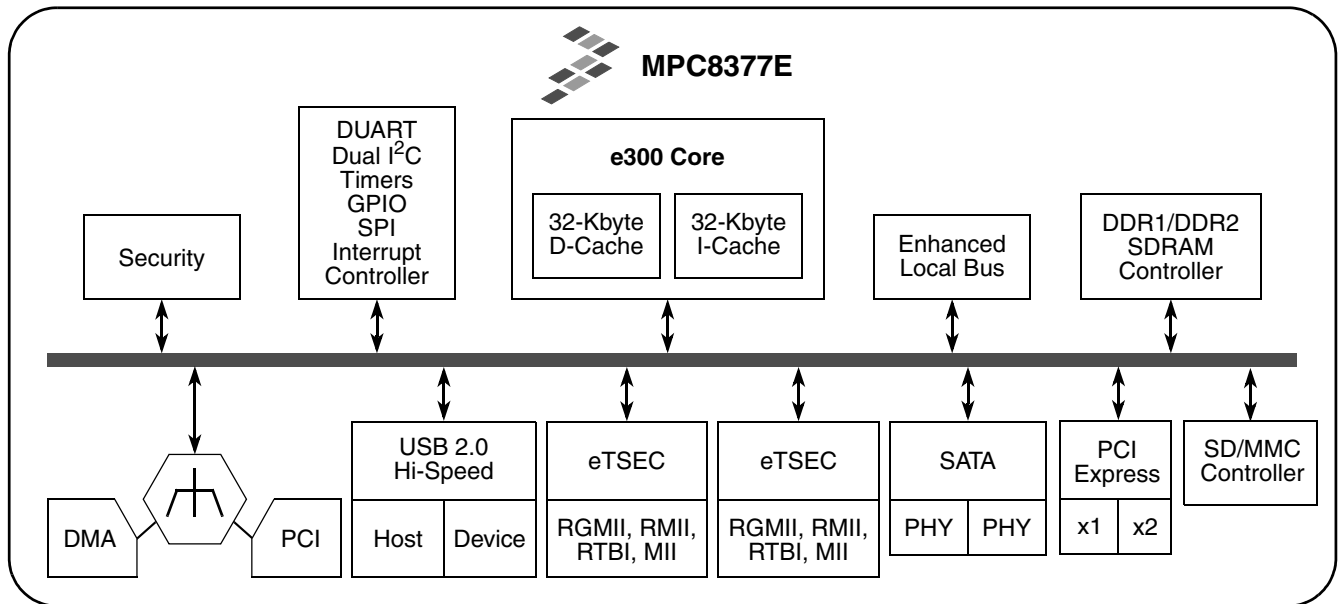 MPC8377E
DUART
Dual I²C
Timers
GPIO
SPI
Interrupt
Controller
e300 Core
32-Kbyte
D-Cache
32-Kbyte
I-Cache
Security
Enhanced
Local Bus
DDR1/DDR2
SDRAM
Controller
DMA
PCI
USB 2.0
Hi-Speed
Host
Device
eTSEC
RGMII, RMII,
RTBI, MII
eTSEC
RGMII, RMII,
RTBI, MII
SATA
PHY
PHY
PCI
Express
x1
x2
SD/MMC
Controller